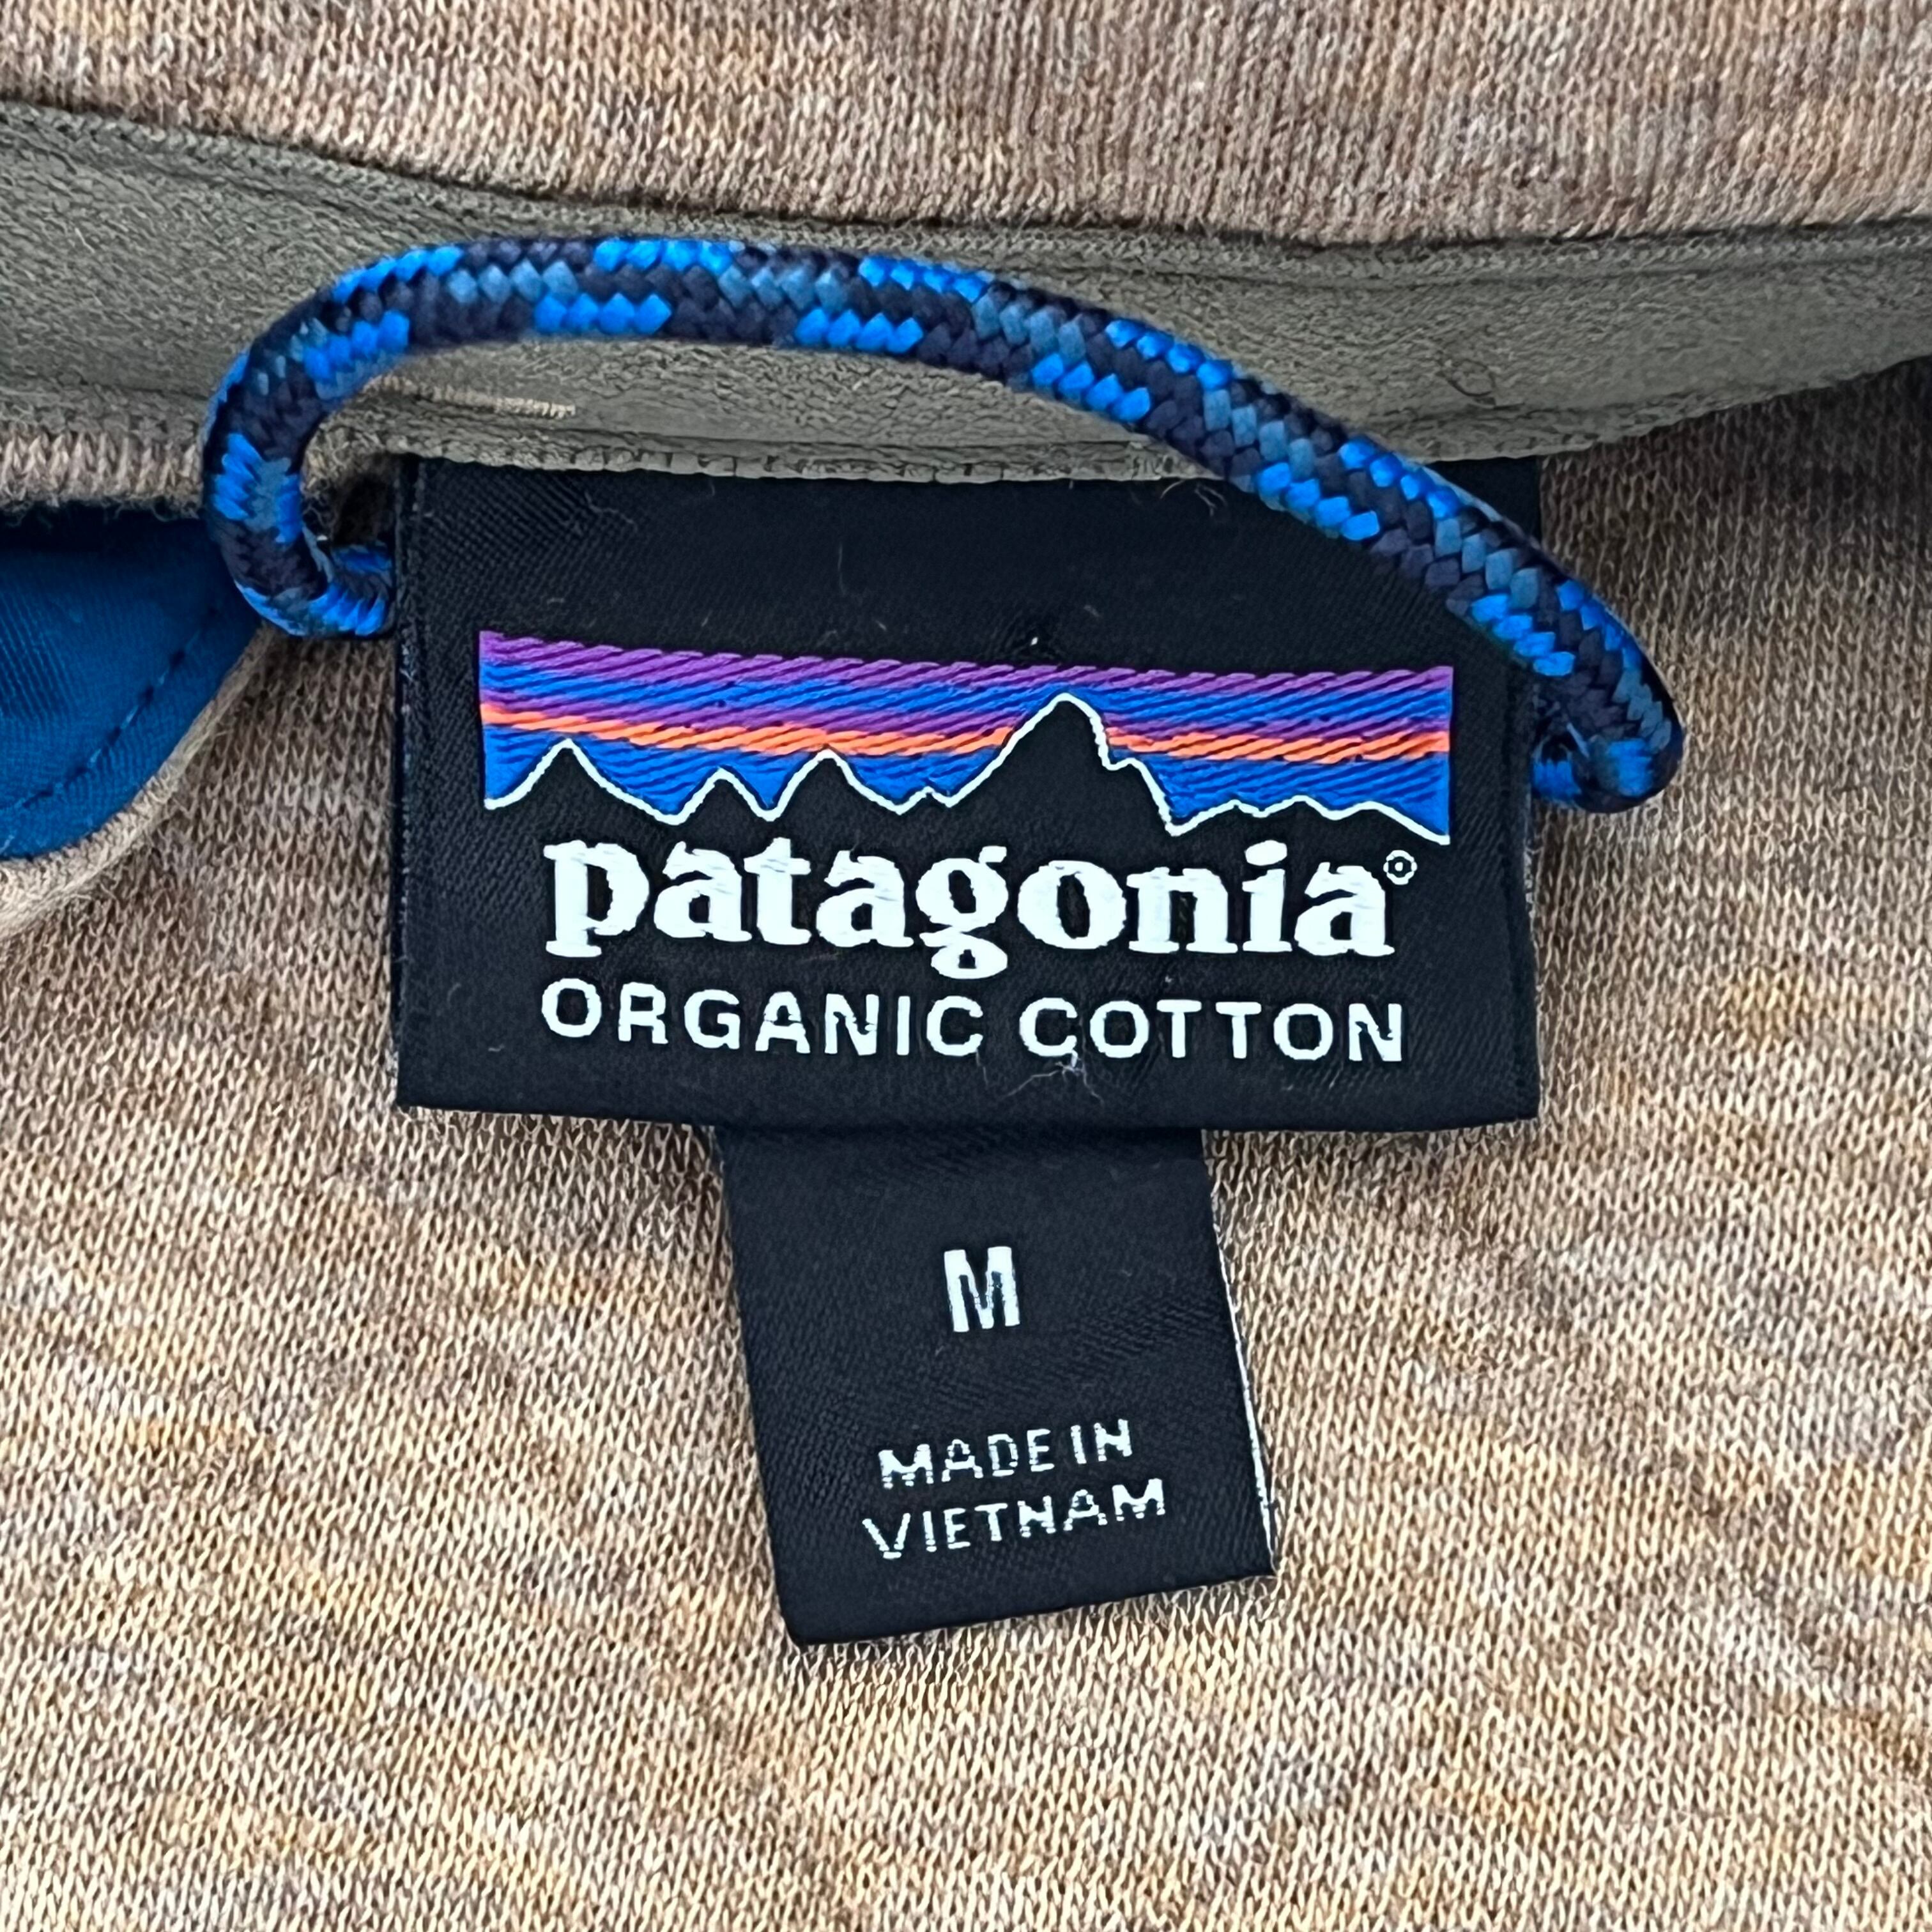 patagonia®
ORGANIC COTTON
M
MADE IN
VIETNAM